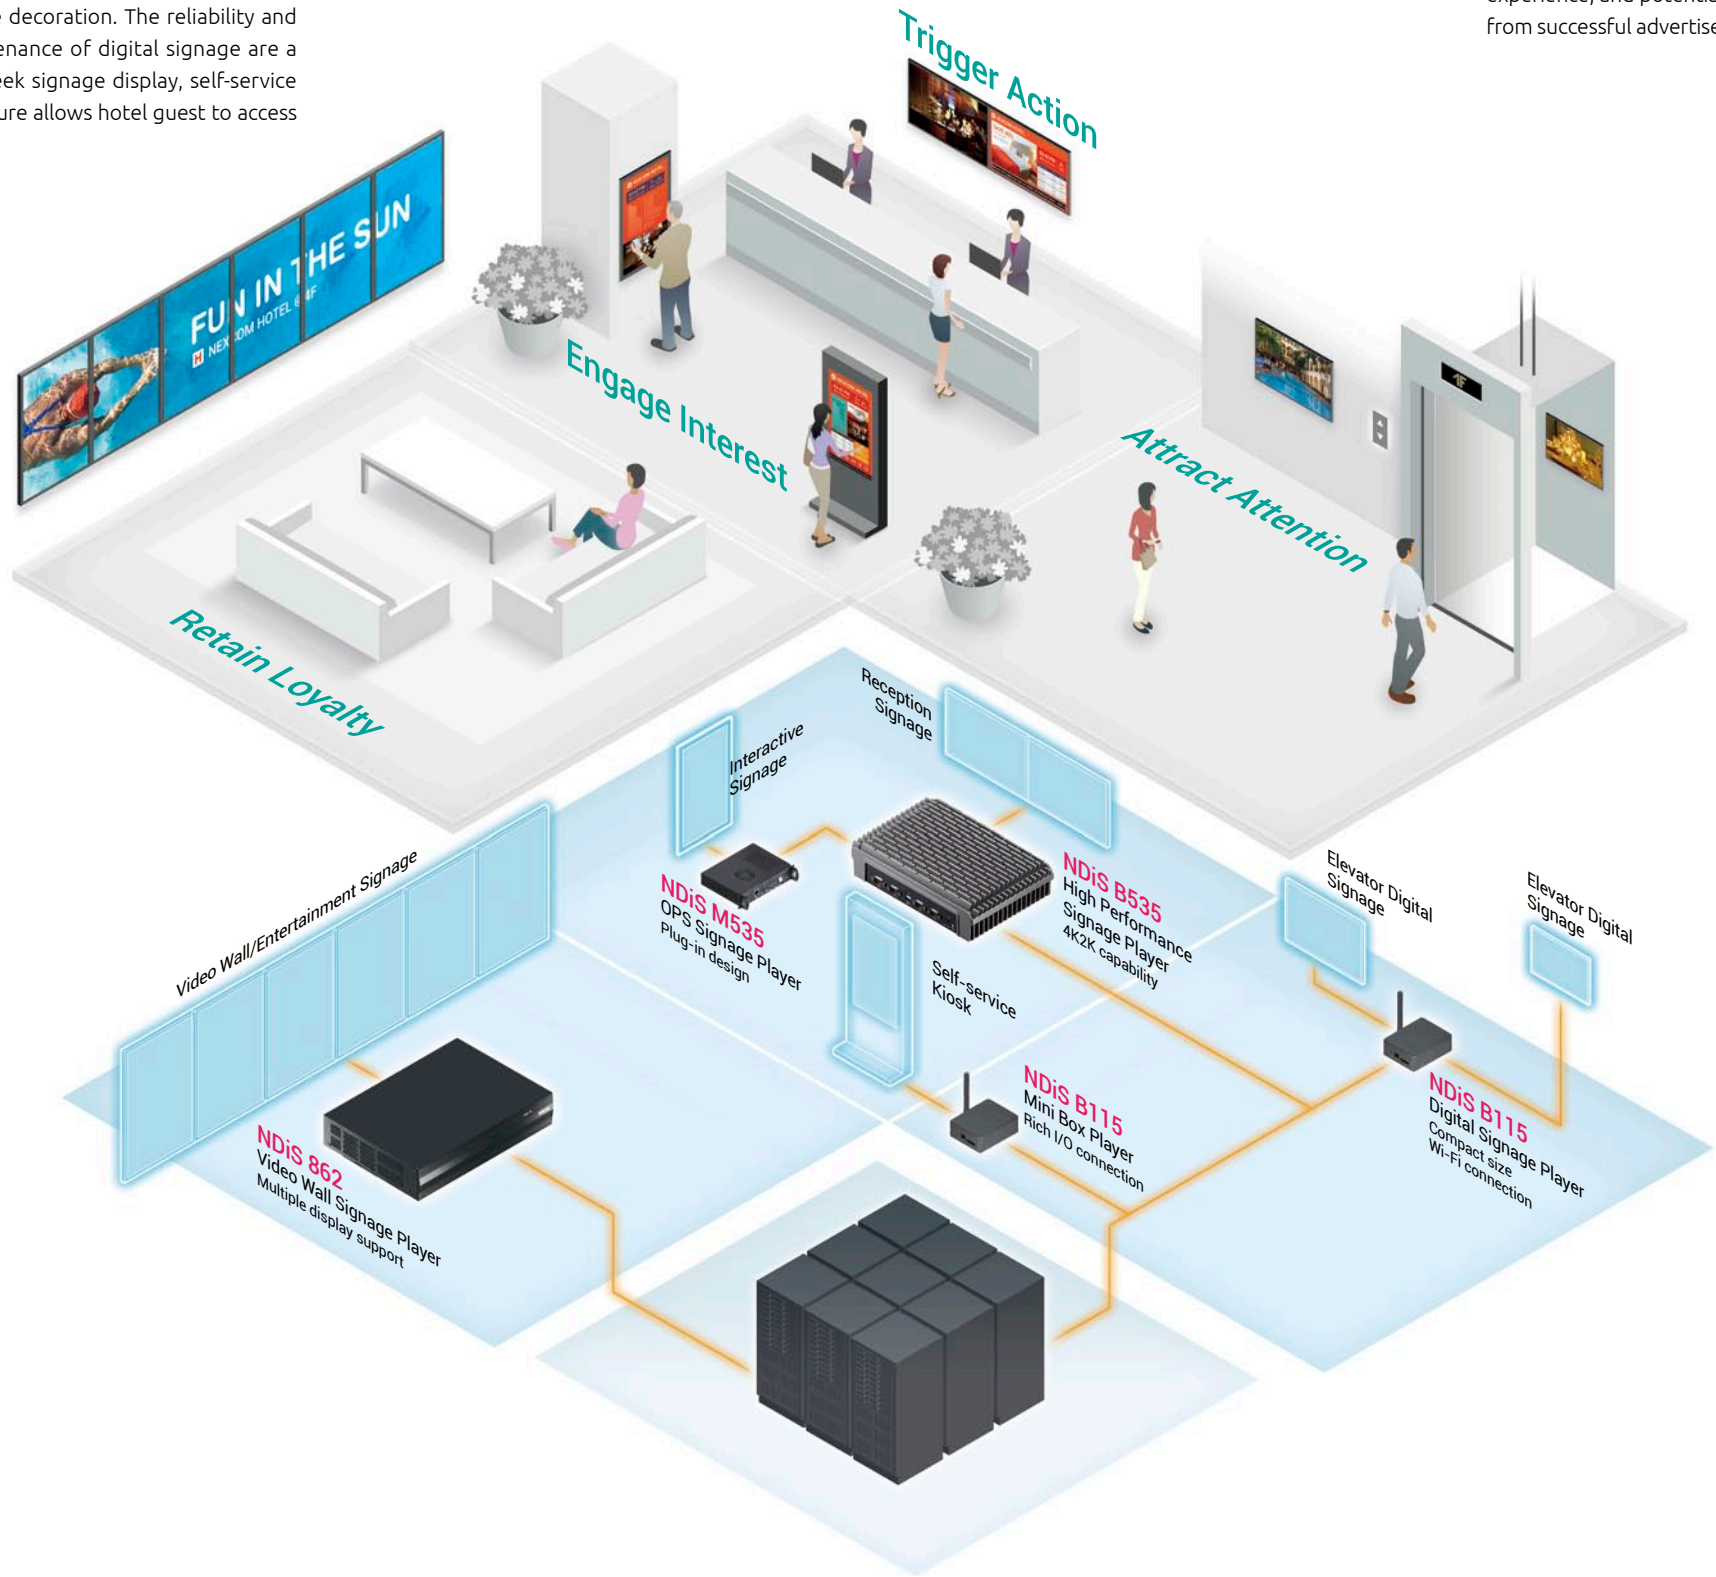 decoration. The reliability and
enance of digital signage are a
eek signage display, self-service
ure allows hotel guest to access
from successful advertise
Trigger Action
FUN IN THE SUN
H NEXCOM HOTEL @ 4F
Engage Interest
4F
Attract Attention
Retain Loyalty
Reception
Signage
Interactive
Signage
Video Wall/Entertainment Signage
NDiS M535
OPS Signage Player
Plug-in design
NDiS B535
High Performance
Signage Player
4K2K capability
Elevator Digital
Signage
Elevator Digital
Signage
Self-service
Kiosk
NDiS B115
Mini Box Player
Rich I/O connection
NDiS B115
Digital Signage Player
Compact size
Wi-Fi connection
NDiS 862
Video Wall Signage Player
Multiple display support